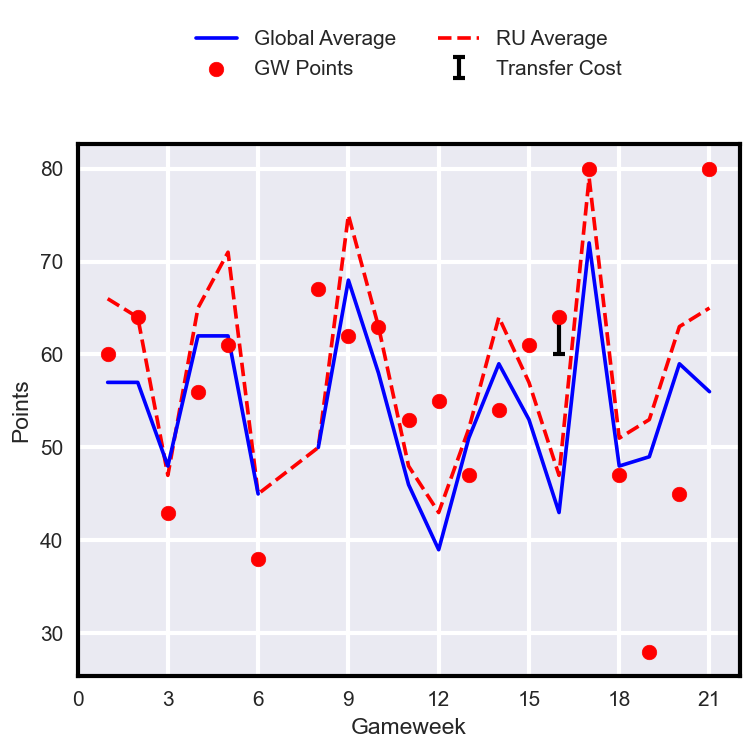 Global Average
RU Average
GW Points
Transfer Cost
80
70
60
50
40
30
Points
0 3 6 9 12 15 18 21
Gameweek